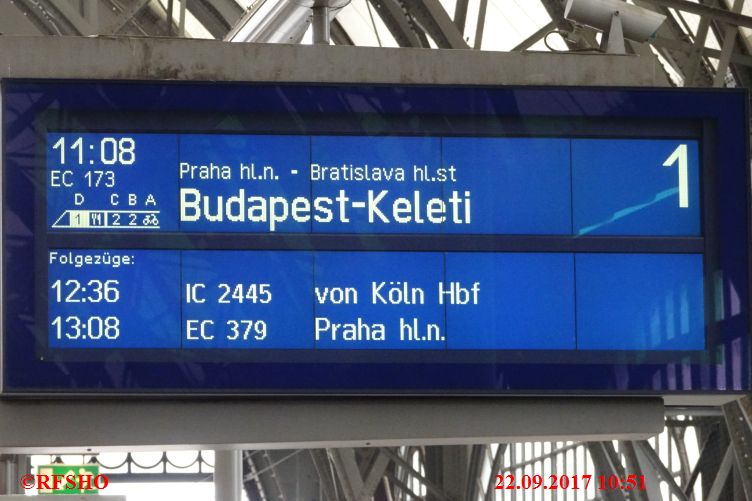 11:08
EC 173
D C B A
1 2 2
Praha hl.n. - Bratislava hl.st
Budapest-Keleti
1
Folgezüge:
12:36 IC 2445 von Köln Hbf
13:08 EC 379 Praha hl.n.
©RFSHO
22.09.2017 10:51